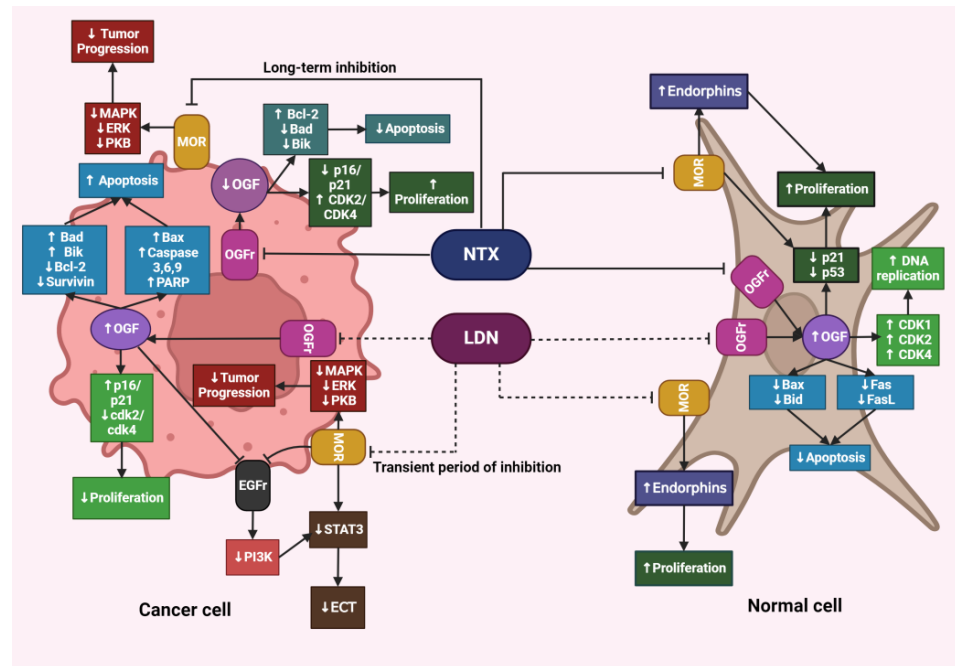 ↓ Tumor
Progression
Long-term inhibition
↓MAPK
↓ERK
↓PKB
MOR
↑ Bcl-2
↓Bad
↓Bik
↓Apoptosis
↑ Apoptosis
↓OGF
↓ p16/
p21
↑ CDK2/
CDK4
↑
Proliferation
↑ Bad
↑ Bik
↓Bcl-2
↓Survivin
↑Bax
↑Caspase
3,6,9
↑PARP
OGFr
NTX
↑OGF
OGFr
LDN
↓Tumor
Progression
↓MAPK
↓ERK
↓PKB
↑p16/
p21
↓cdk2/
cdk4
MOR
Transient period of inhibition
EGFr
↓Proliferation
↓STAT3
↓PI3K
↓ECT
Cancer cell
↑Endorphins
MOR
↑Proliferation
↓ p21
↓ p53
↑ DNA
replication
OGFr
OGFr
↑OGF
↑ CDK1
↑ CDK2
↑ CDK4
MOR
↓Bax
↓Bid
↓Fas
↓FasL
↓Apoptosis
↑Endorphins
↑Proliferation
Normal cell